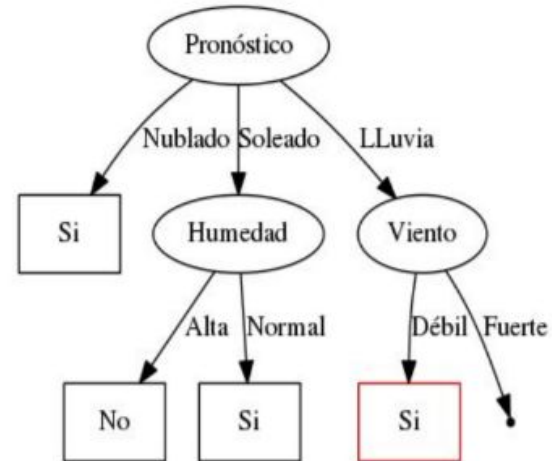 Pronóstico
Nublado Soleado LLuvia
Si Humedad Viento
Alta Normal Débil Fuerte
No Si Si